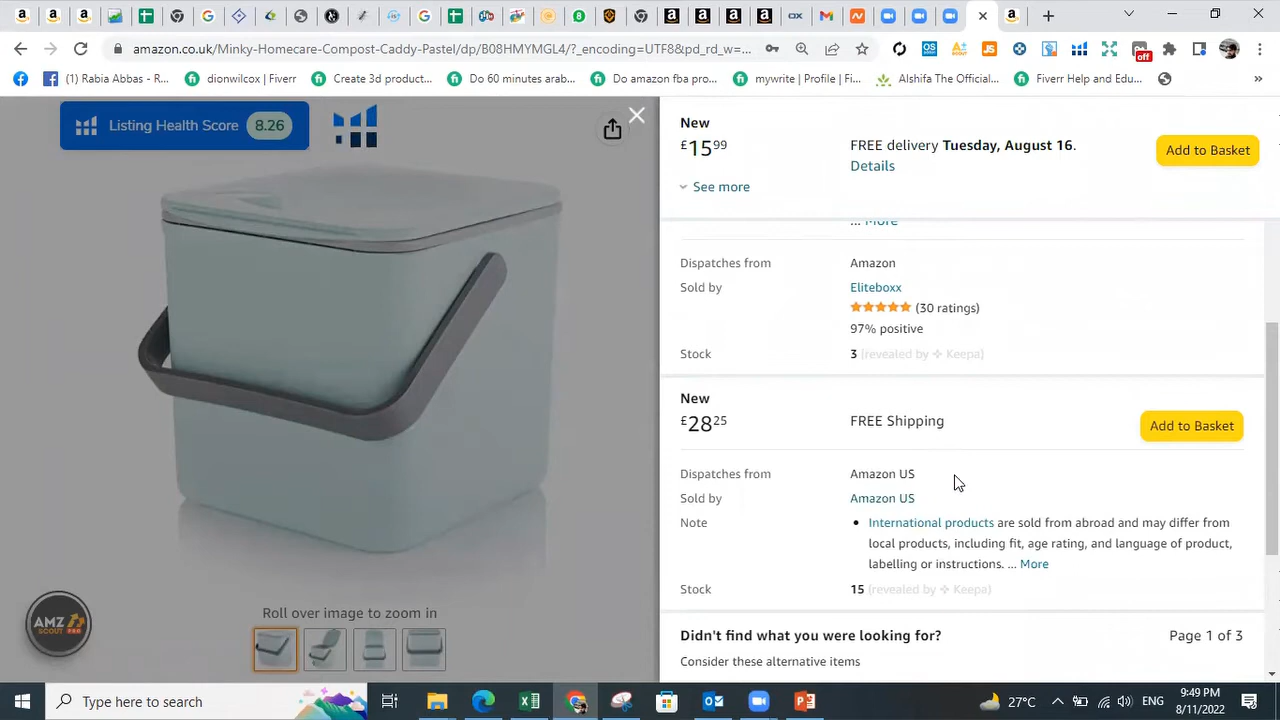 amazon.co.uk/Minky-Homecare-Compost-Caddy-Pastel/dp/B08HMYMGL4/?_encoding=UTF8&pd_rd_w=...
off
(1) Rabia Abbas - R...
dionwilcox | Fiverr
Create 3d product...
Do 60 minutes arab...
Do amazon fba pro...
mywrite | Profile | Fi...
Alshifa The Official...
Fiverr Help and Edu...
Listing Health Score 8.26
New
£15 99
FREE delivery Tuesday, August 16.
Details
Add to Basket
See more
... More
Dispatches from Amazon
Sold by Eliteboxx
(30 ratings)
97% positive
Stock 3 (revealed by Keepa)
New
£28 25
FREE Shipping
Add to Basket
Dispatches from Amazon US
Sold by Amazon US
Note • International products are sold from abroad and may differ from
local products, including fit, age rating, and language of product,
labelling or instructions. ... More
Stock 15 (revealed by Keepa)
Didn't find what you were looking for? Page 1 of 3
Consider these alternative items
AMZ
SCOUT PRO
Roll over image to zoom in
Type here to search
27°C
ENG
9:49 PM
8/11/2022